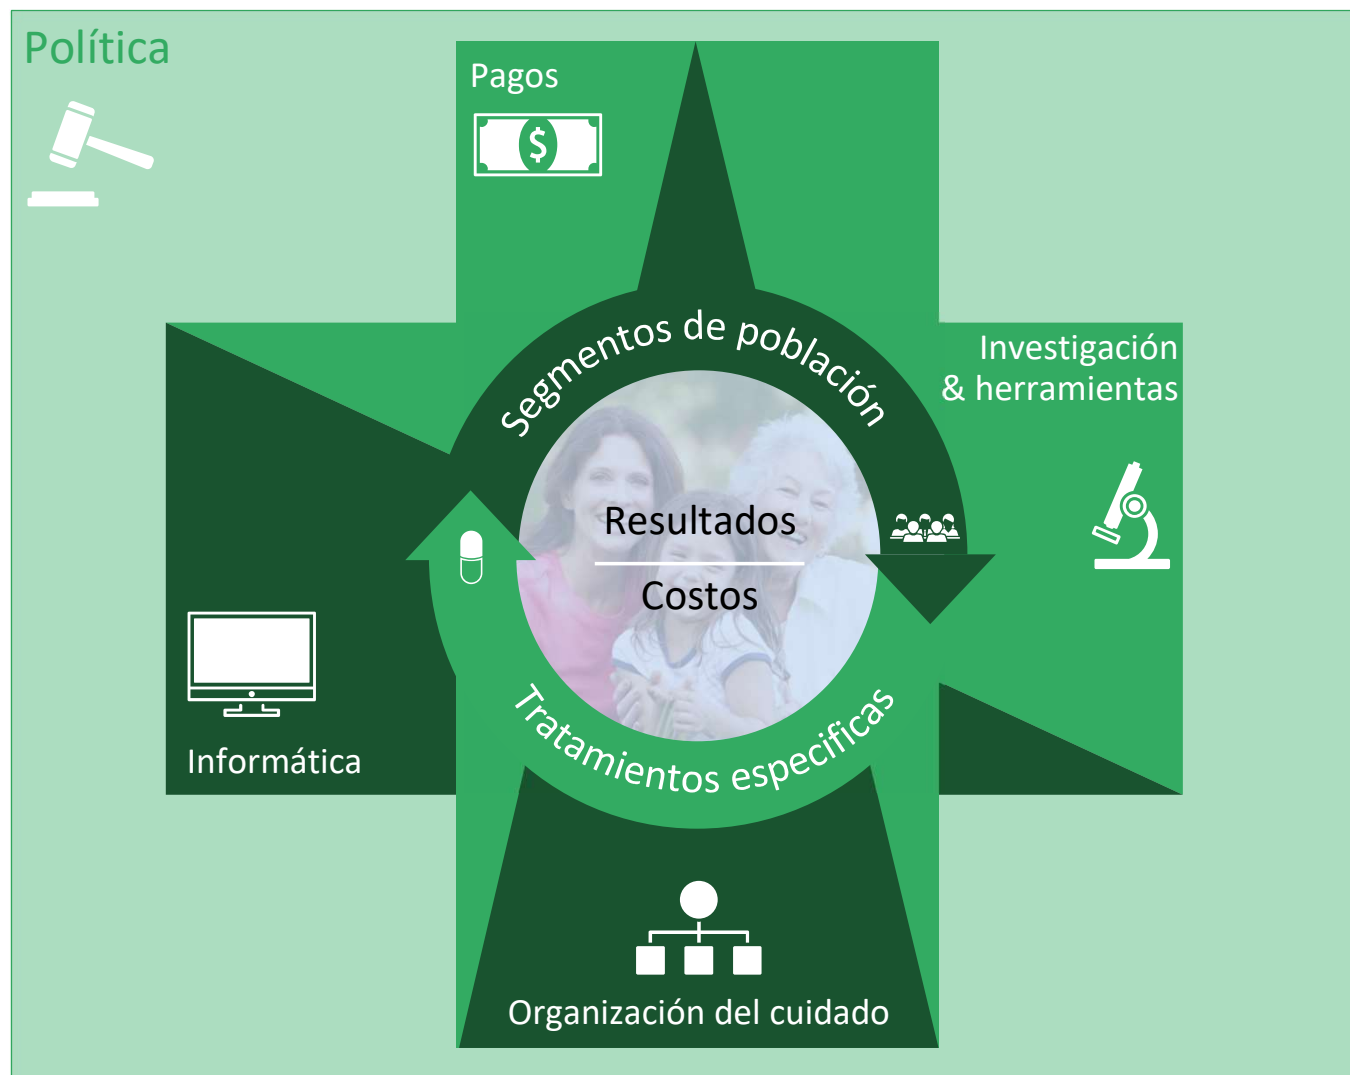 Política
Pagos
$
Segmentos de población
Investigación
& herramientas
Resultados
Costos
Tratamientos especificas
Informática
Organización del cuidado